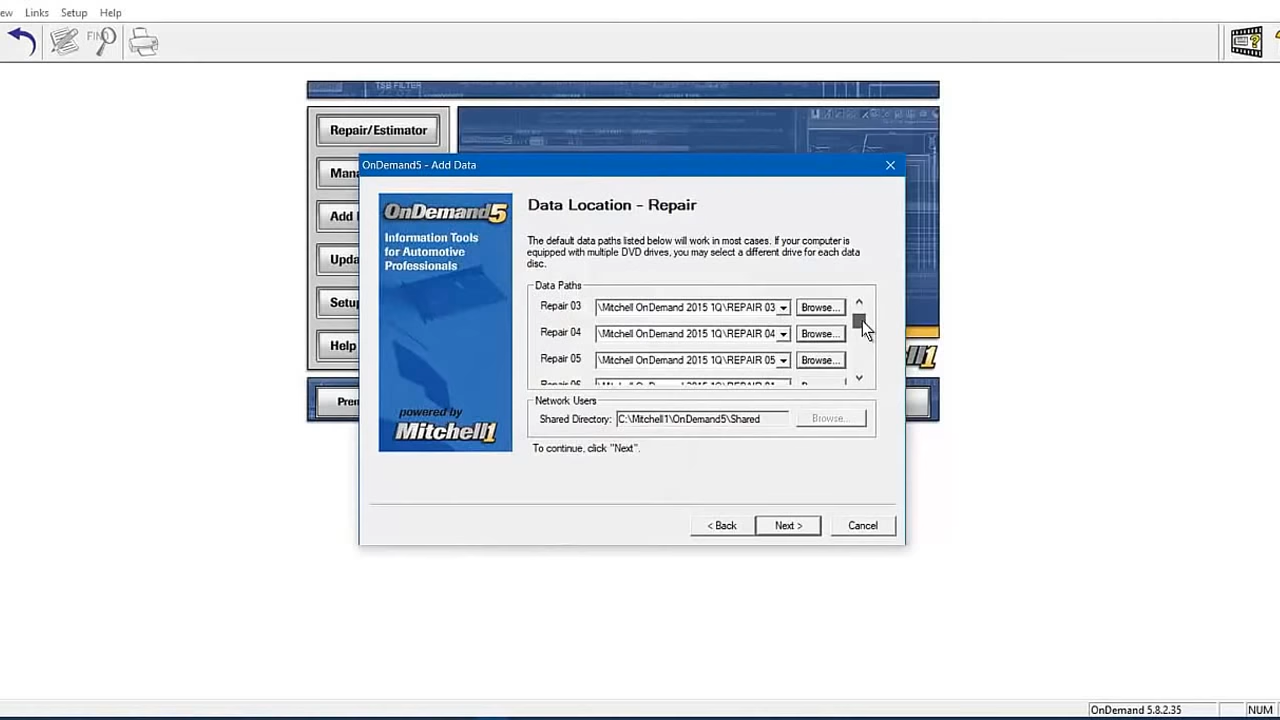 ew Links Setup Help
FIND
TSB FILTER
Repair/Estimator
Mana
Add
Upda
Setup
Help
Prem
OnDemand5 - Add Data
OnDemand5
Information Tools
for Automotive
Professionals
powered by
Mitchell1
Data Location - Repair
The default data paths listed below will work in most cases. If your computer is
equipped with multiple DVD drives, you may select a different drive for each data
disc.
Data Paths
Repair 03 \Mitchell OnDemand 2015 1Q\REPAIR 03 Browse...
Repair 04 \Mitchell OnDemand 2015 1Q\REPAIR 04 Browse...
Repair 05 \Mitchell OnDemand 2015 1Q\REPAIR 05 Browse...
Network Users
Shared Directory: C:\Mitchell1\OnDemand5\Shared Browse...
To continue, click "Next".
< Back Next > Cancel
ll1
OnDemand 5.8.2.35 NUM